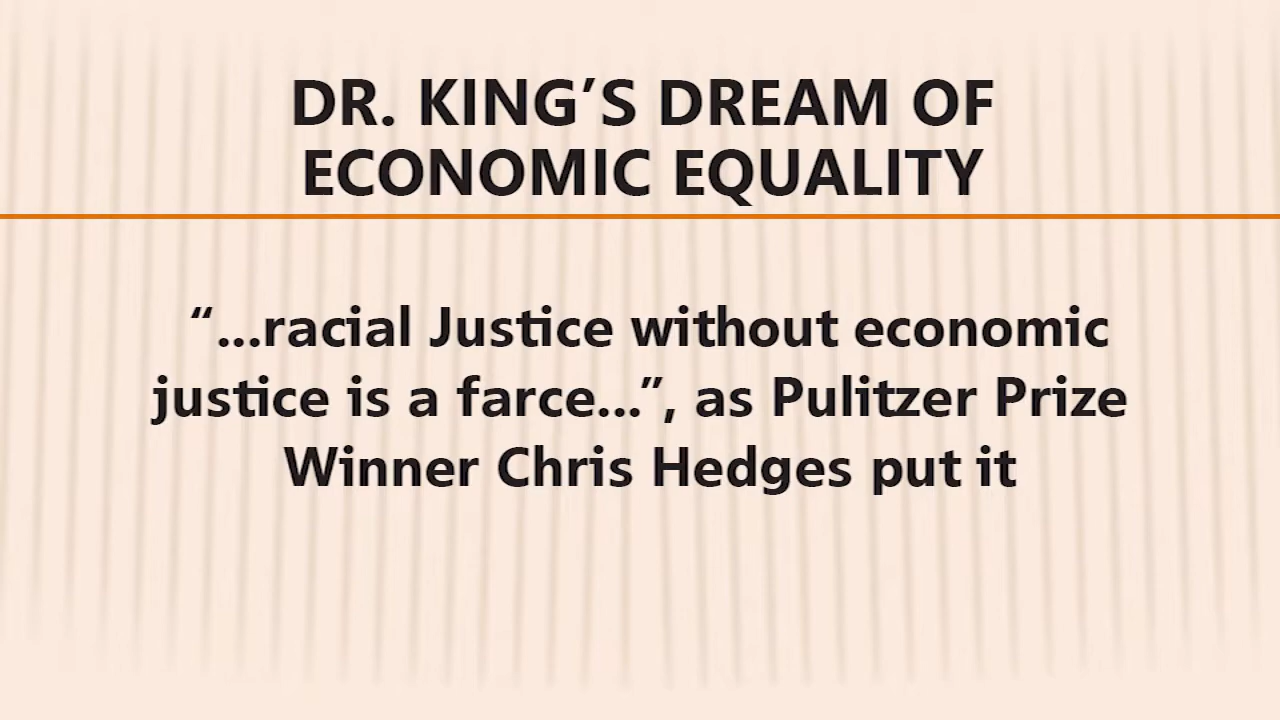 DR. KING’S DREAM OF
ECONOMIC EQUALITY
“...racial Justice without economic
justice is a farce...”, as Pulitzer Prize
Winner Chris Hedges put it